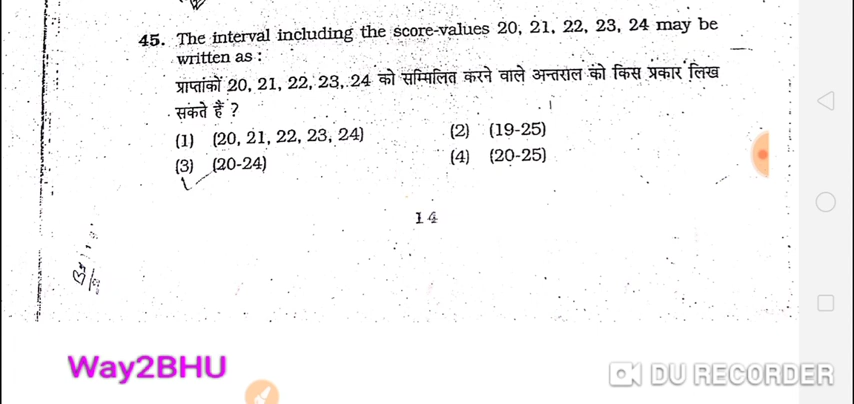 45. The interval including the score-values 20, 21, 22, 23, 24 may be
written as :
प्राप्तांकों 20, 21, 22, 23, 24 को सम्मिलित करने वाले अन्तराल को किस प्रकार लिख
सकते हैं ?
(1) (20, 21, 22, 23, 24) (2) (19-25)
(3) (20-24) (4) (20-25)
14
Way2BHU
DU RECORDER